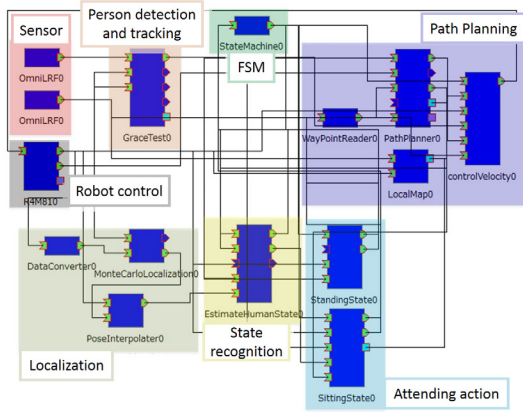 Sensor
Person detection
and tracking
Path Planning
StateMachine0
FSM
OmniLRF0
OmniLRF0
GraceTest0
WayPointReader0
PathPlanner0
controlVelocity0
LocalMap0
Robot control
R4M810
DataConverter0
MonteCarloLocalization0
PoseInterpolater0
EstimateHumanState0
StandingState0
SittingState0
Localization
State
recognition
Attending action